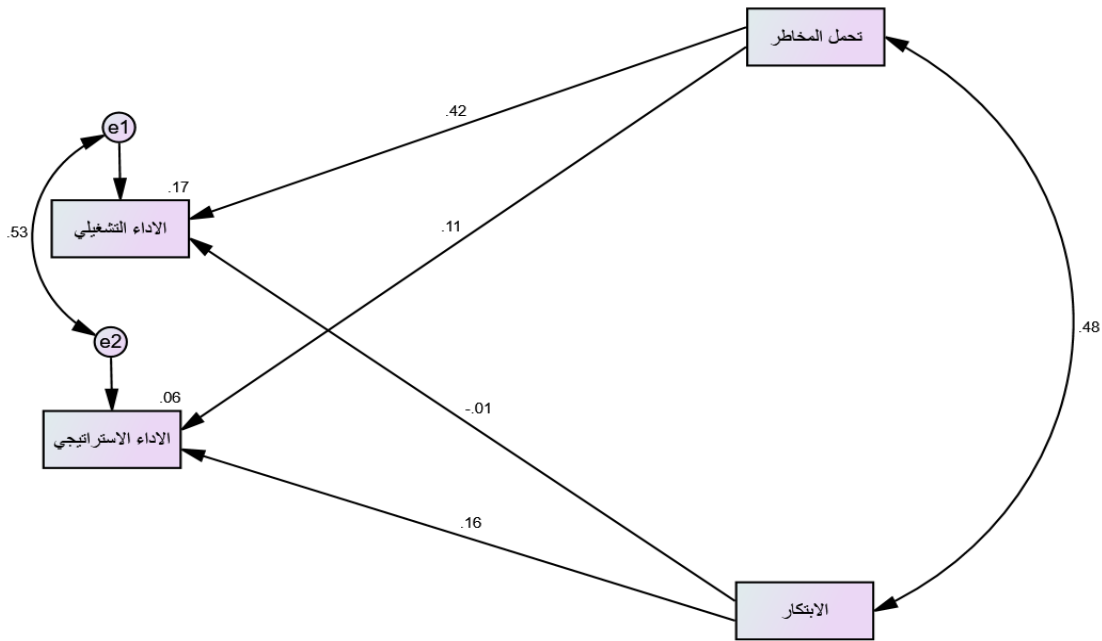 تحمل المخاطر
.42
e1
.17
الاداء التشغيلي
.53
.11
.48
e2
.06
-.01
الاداء الاستراتيجي
.16
الابتكار